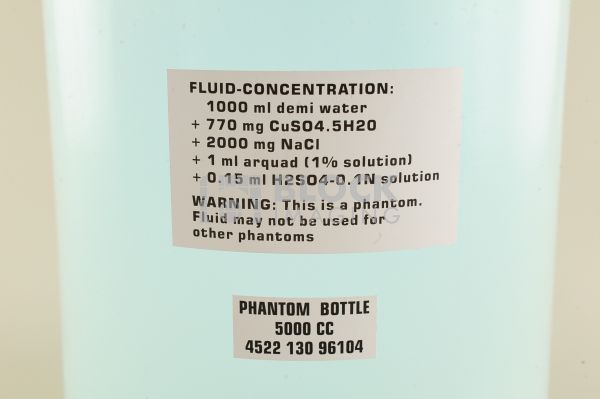 FLUID-CONCENTRATION:
1000 ml demi water
+ 770 mg CuSO4.5H20
+ 2000 mg NaCl
+ 1 ml arquad (1% solution)
+ 0.15 ml H2SO4-0.1N solution
BLOCK
IMAGING
WARNING: This is a phantom.
Fluid may not be used for
other phantoms
PHANTOM BOTTLE
5000 CC
4522 130 96104